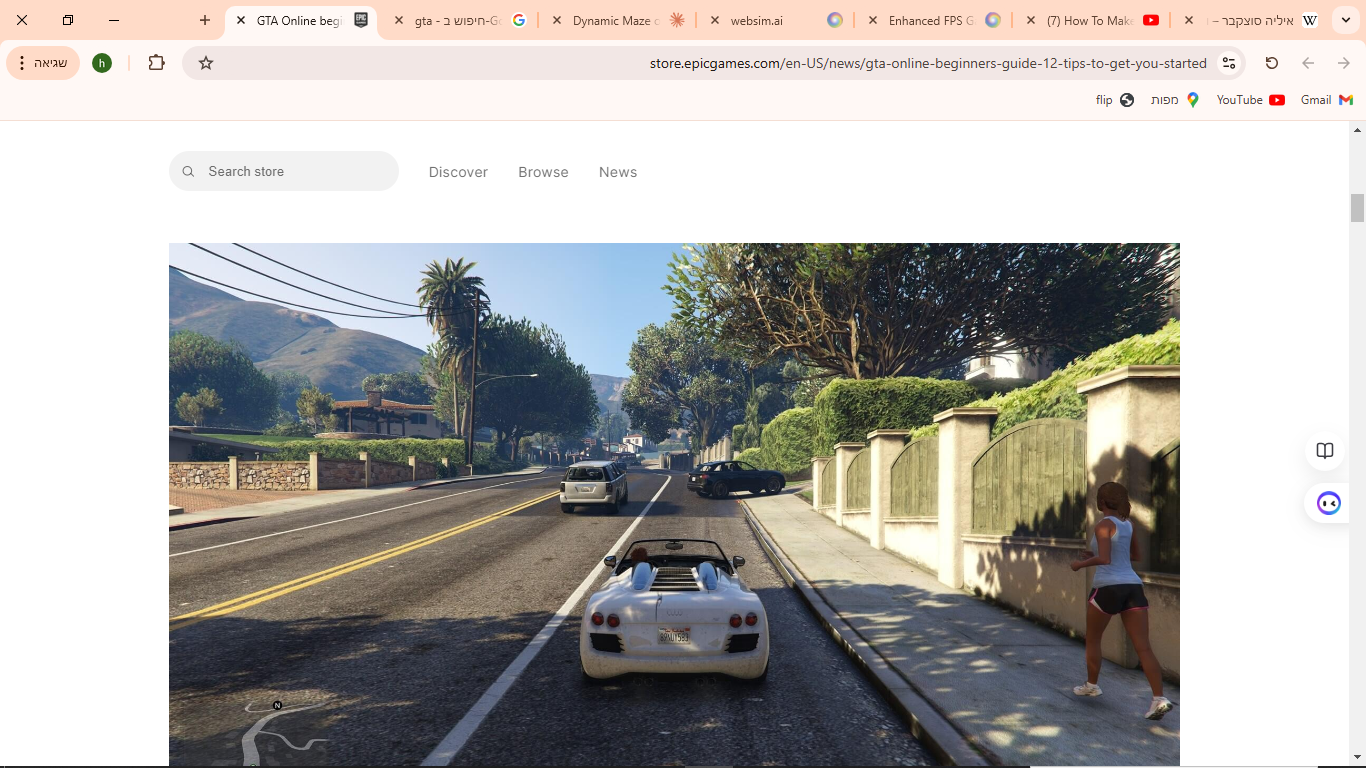 GTA Online begi
gta - חיפוש ב-Go
Dynamic Maze o
websim.ai
Enhanced FPS Ga
(7) How To Make
איליה סוצקבר –
שגיאה
h
store.epicgames.com/en-US/news/gta-online-beginners-guide-12-tips-to-get-you-started
flip
מפות
YouTube
Gmail
Search store
Discover
Browse
News
N